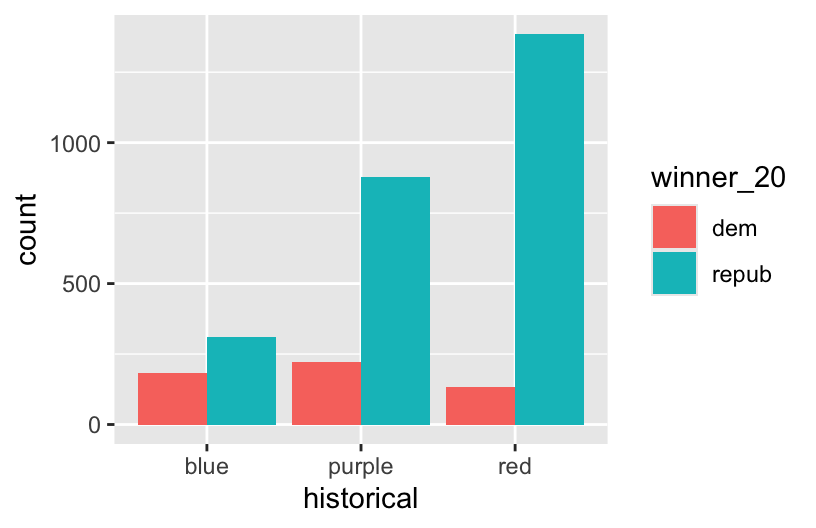 count
1000
500
0
blue purple red
historical
winner_20
dem
repub